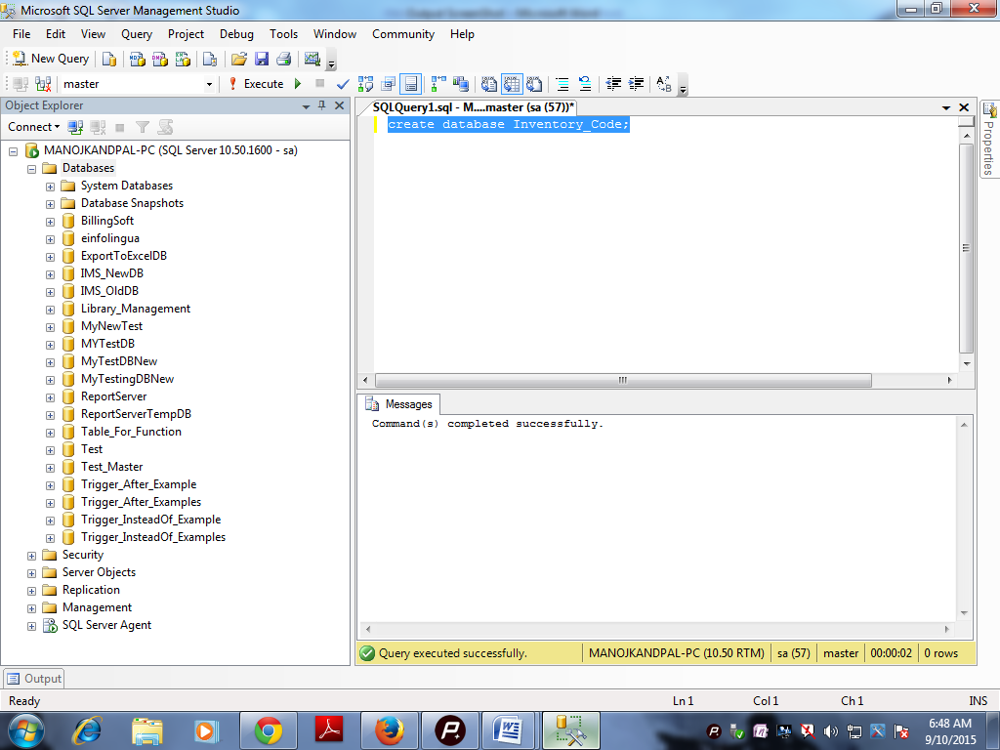 Microsoft SQL Server Management Studio
File Edit View Query Project Debug Tools Window Community Help
New Query
master
Execute
Object Explorer
Connect
MANOJKANDPAL-PC (SQL Server 10.50.1600 - sa)
Databases
System Databases
Database Snapshots
BillingSoft
einfolingua
ExportToExcelDB
IMS_NewDB
IMS_OldDB
Library_Management
MyNewTest
MYTestDB
MyTestDBNew
MyTestingDBNew
ReportServer
ReportServerTempDB
Table_For_Function
Test
Test_Master
Trigger_After_Example
Trigger_After_Examples
Trigger_InsteadOf_Example
Trigger_InsteadOf_Examples
Security
Server Objects
Replication
Management
SQL Server Agent
SQLQuery1.sql - M....master (sa (57))*
create database Inventory_Code;
Properties
Messages
Command(s) completed successfully.
Query executed successfully.
MANOJKANDPAL-PC (10.50 RTM)
sa (57)
master
00:00:02
0 rows
Output
Ready
Ln 1
Col 1
Ch 1
INS
6:48 AM
9/10/2015